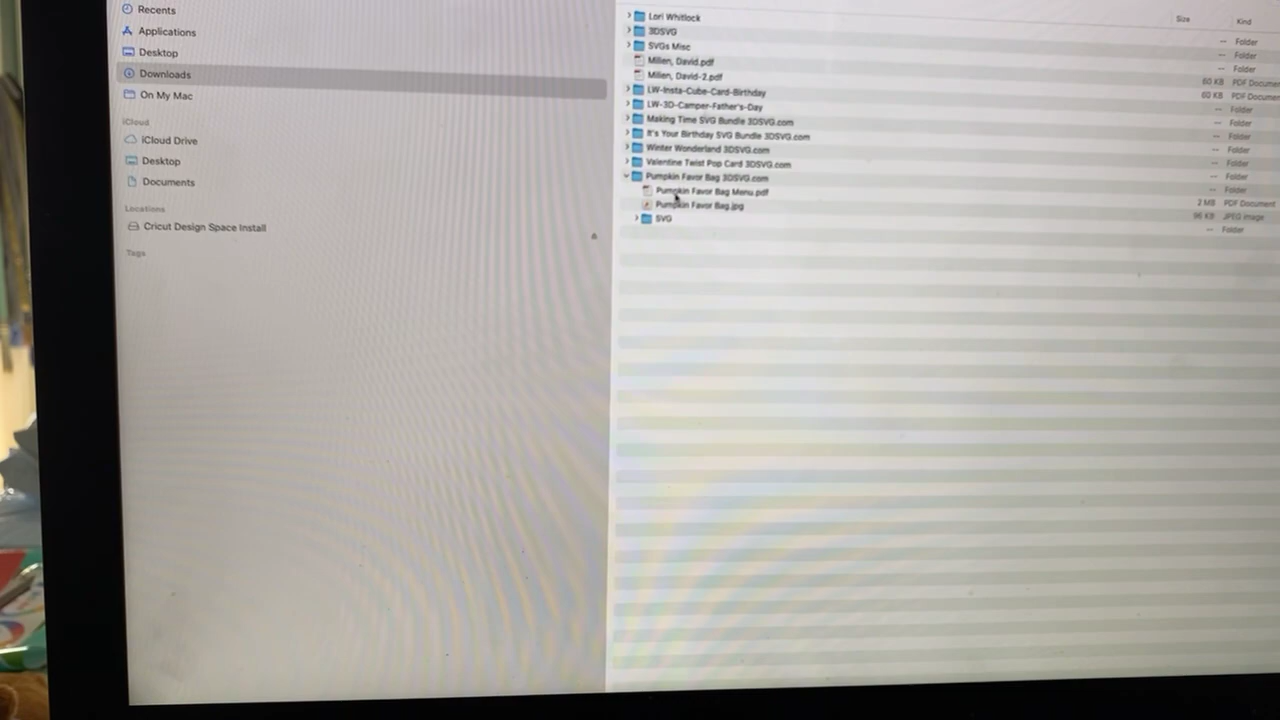 Recents
Applications
Desktop
Downloads
On My Mac
iCloud
iCloud Drive
Desktop
Documents
Locations
Cricut Design Space Install
Tags
Size Kind
Lori Whitlock
3DSVG -- Folder
SVGs Misc -- Folder
Millen, David.pdf -- Folder
Millen, David-2.pdf 60 KB PDF Documen
LW-Insta-Cube-Card-Birthday 60 KB PDF Documen
LW-3D-Camper-Father's-Day -- Folder
Making Time SVG Bundle 3DSVG.com -- Folder
It's Your Birthday SVG Bundle 3DSVG.com -- Folder
Winter Wonderland 3DSVG.com -- Folder
Valentine Twist Pop Card 3DSVG.com -- Folder
Pumpkin Favor Bag 3DSVG.com -- Folder
Pumpkin Favor Bag Menu.pdf -- Folder
Pumpkin Favor Bag.jpg 2 MB PDF Document
SVG 96 KB JPEG image
-- Folder